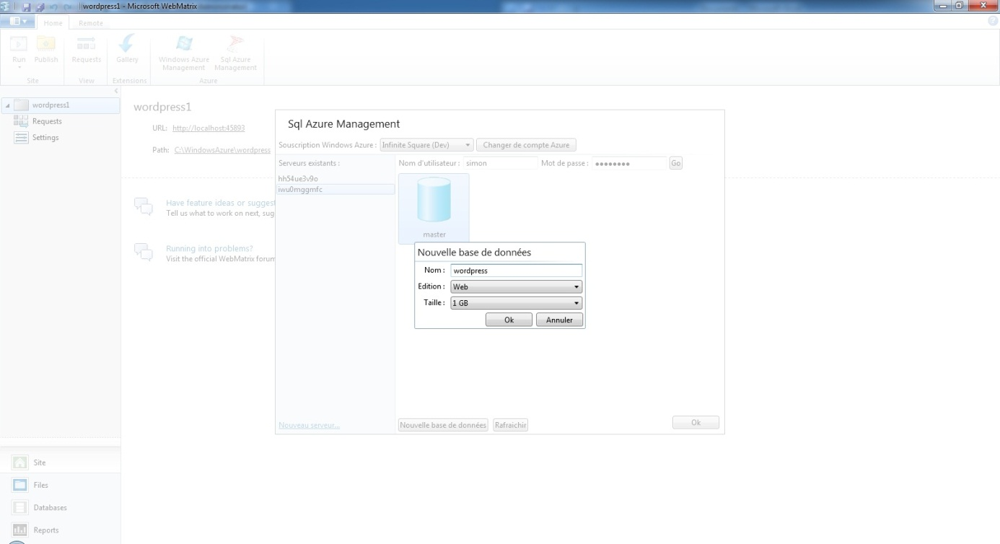 wordpress1 - Microsoft WebMatrix
Home Remote
Run Publish Requests Gallery Windows Azure Management Sql Azure Management
Site View Extensions Azure
wordpress1
Requests
Settings
wordpress1
URL: http://localhost:45893
Path: C:\WindowsAzure\wordpress
Have feature ideas or suggest
Tell us what to work on next, sug
Running into problems?
Visit the official WebMatrix forum
Sql Azure Management
Souscription Windows Azure : Infinite Square (Dev) Changer de compte Azure
Serveurs existants : Nom d'utilisateur : simon Mot de passe : ●●●●●●●● Go
hh54ue3v9o
iwu0mggmfc
master
Nouvelle base de données
Nom : wordpress
Edition : Web
Taille : 1 GB
Ok Annuler
Nouveau serveur... Nouvelle base de données Rafraichir Ok
Site
Files
Databases
Reports